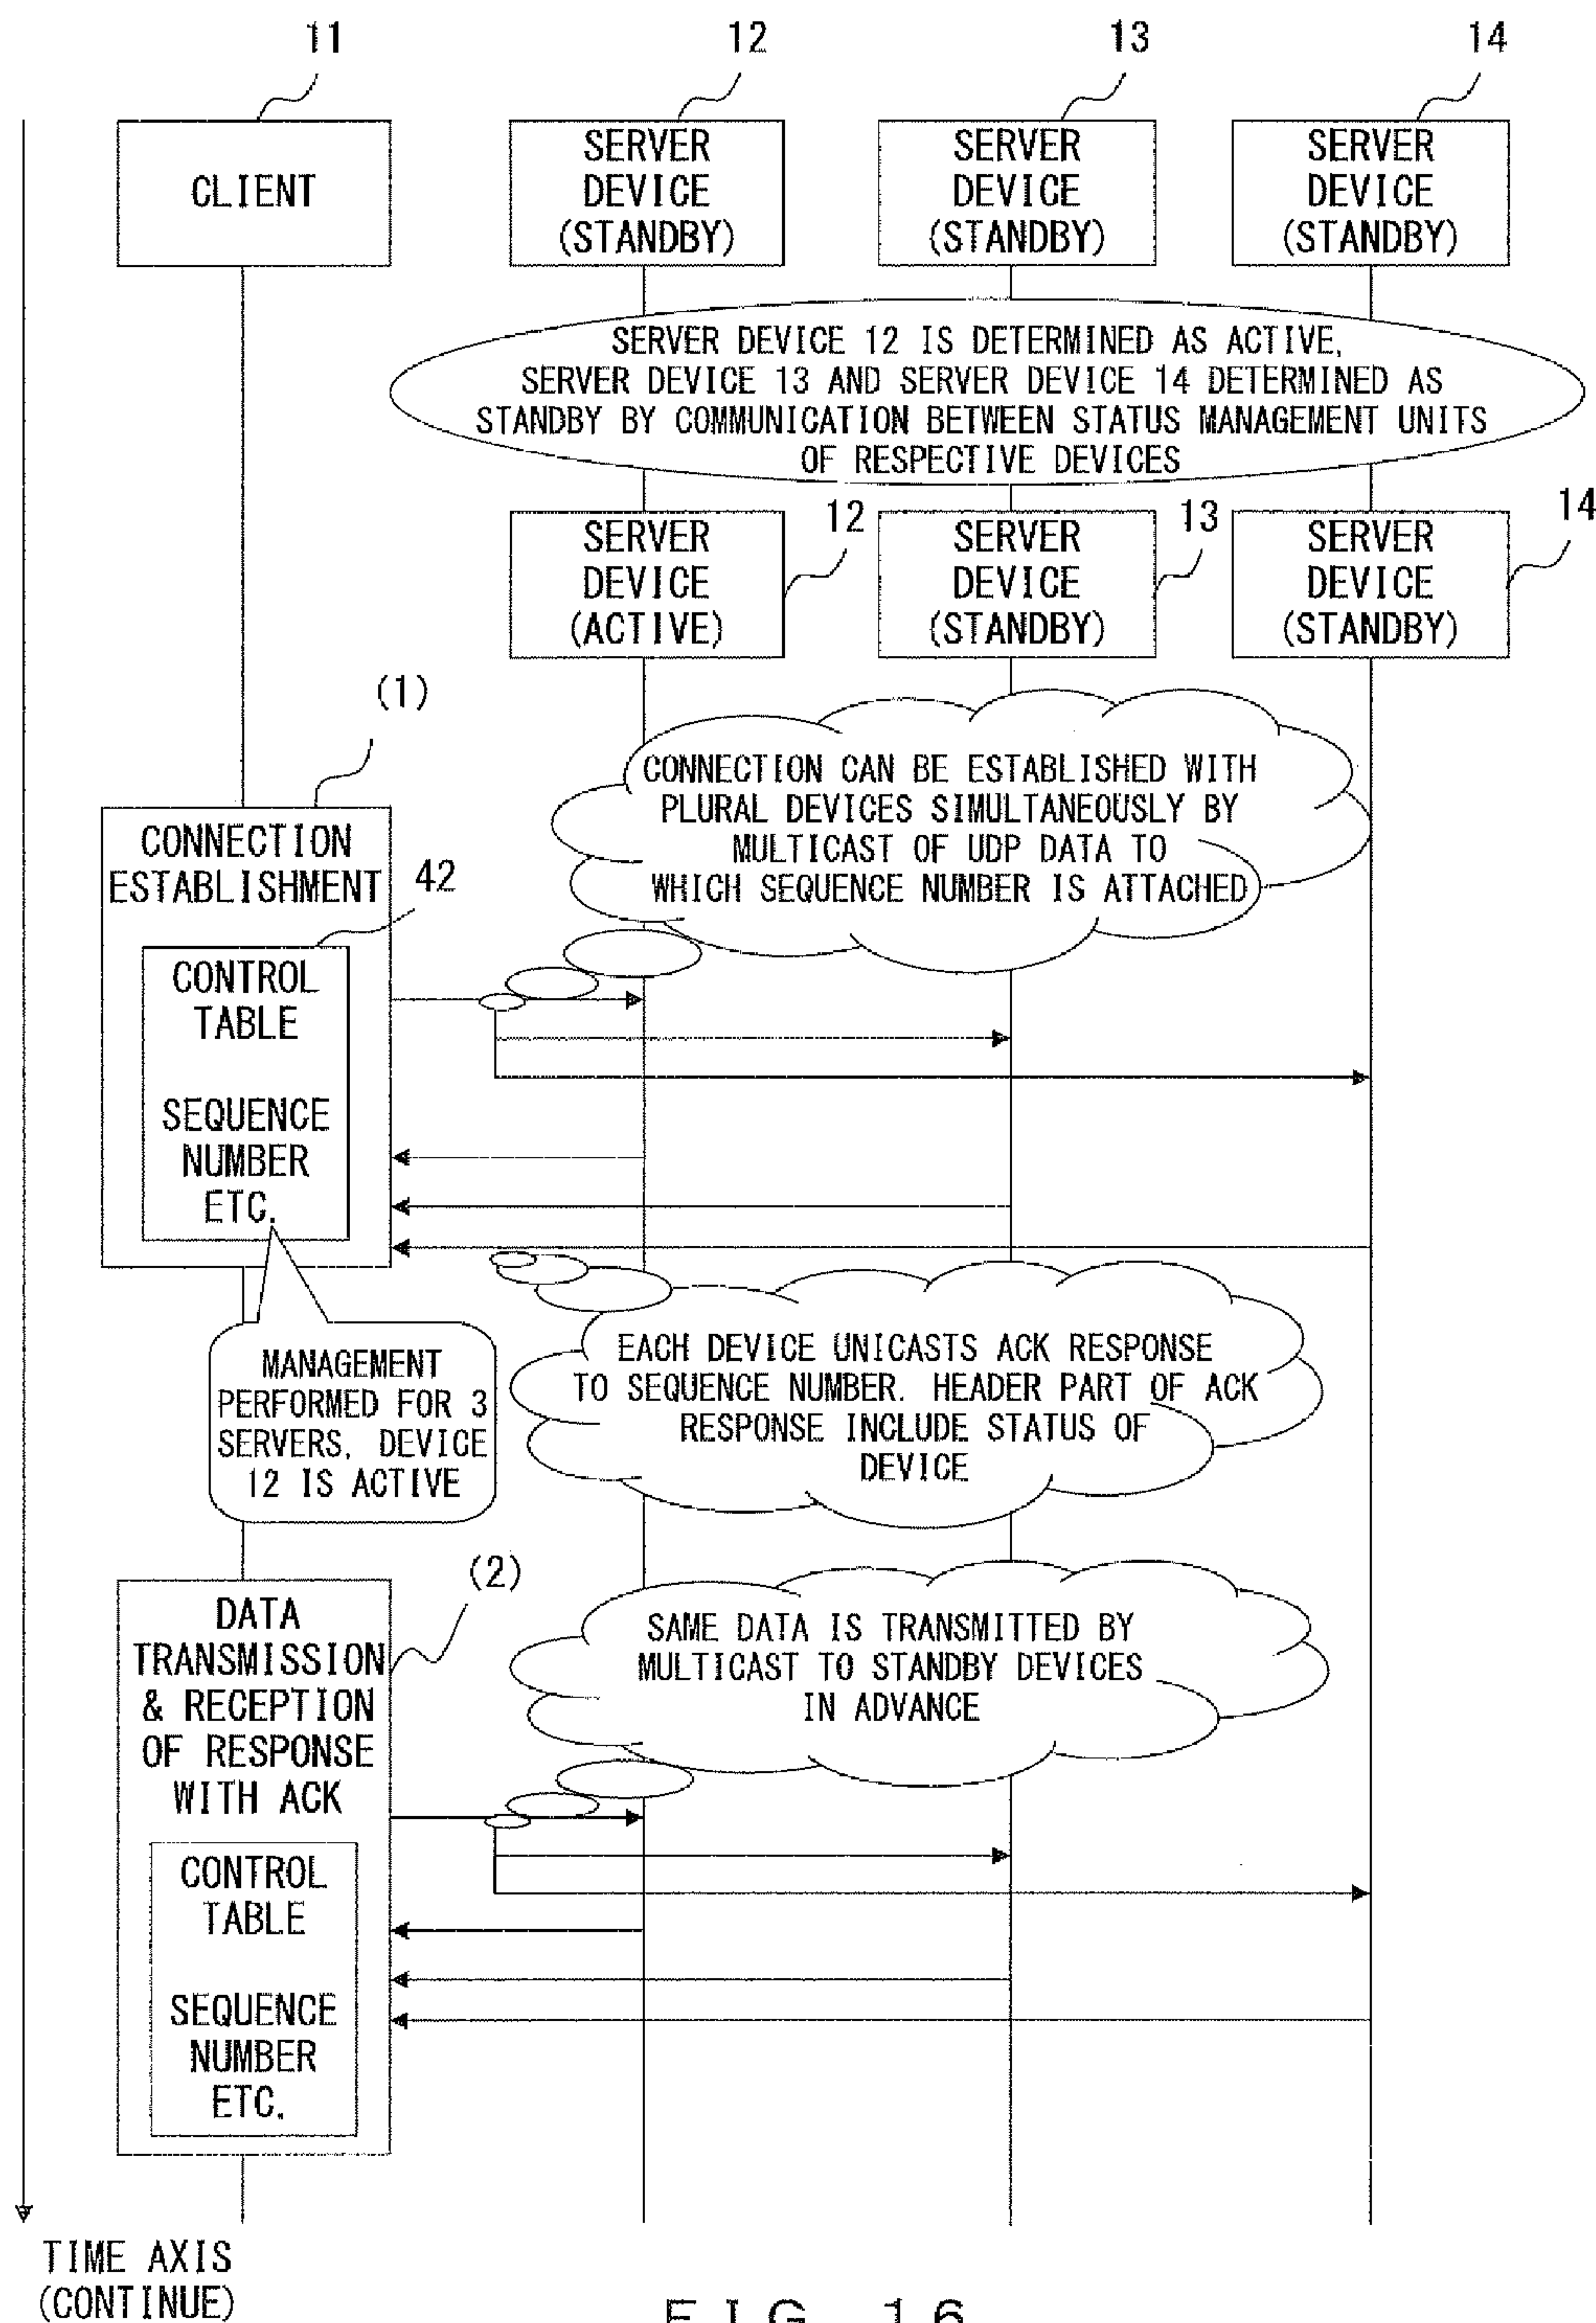 11
12
13
14
CLIENT
SERVER
DEVICE
(STANDBY)
SERVER
DEVICE
(STANDBY)
SERVER
DEVICE
(STANDBY)
SERVER DEVICE 12 IS DETERMINED AS ACTIVE,
SERVER DEVICE 13 AND SERVER DEVICE 14 DETERMINED AS
STANDBY BY COMMUNICATION BETWEEN STATUS MANAGEMENT UNITS
OF RESPECTIVE DEVICES
SERVER
DEVICE
(ACTIVE)
12
SERVER
DEVICE
(STANDBY)
13
SERVER
DEVICE
(STANDBY)
14
(1)
CONNECTION
ESTABLISHMENT
42
CONTROL
TABLE
SEQUENCE
NUMBER
ETC.
CONNECTION CAN BE ESTABLISHED WITH
PLURAL DEVICES SIMULTANEOUSLY BY
MULTICAST OF UDP DATA TO
WHICH SEQUENCE NUMBER IS ATTACHED
MANAGEMENT
PERFORMED FOR 3
SERVERS, DEVICE
12 IS ACTIVE
EACH DEVICE UNICASTS ACK RESPONSE
TO SEQUENCE NUMBER. HEADER PART OF ACK
RESPONSE INCLUDE STATUS OF
DEVICE
(2)
DATA
TRANSMISSION
& RECEPTION
OF RESPONSE
WITH ACK
CONTROL
TABLE
SEQUENCE
NUMBER
ETC.
SAME DATA IS TRANSMITTED BY
MULTICAST TO STANDBY DEVICES
IN ADVANCE
TIME AXIS
(CONTINUE)
FIG. 16